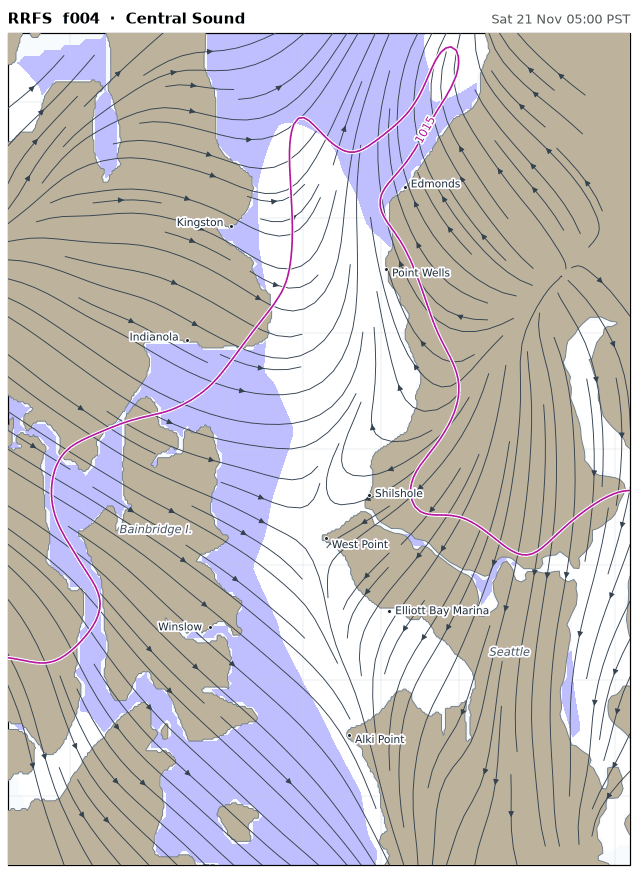 RRFS f004 · Central Sound
Sat 21 Nov 05:00 PST
1015
Edmonds
Kingston
Point Wells
Indianola
Shilshole
Bainbridge I.
West Point
Elliott Bay Marina
Winslow
Seattle
Alki Point